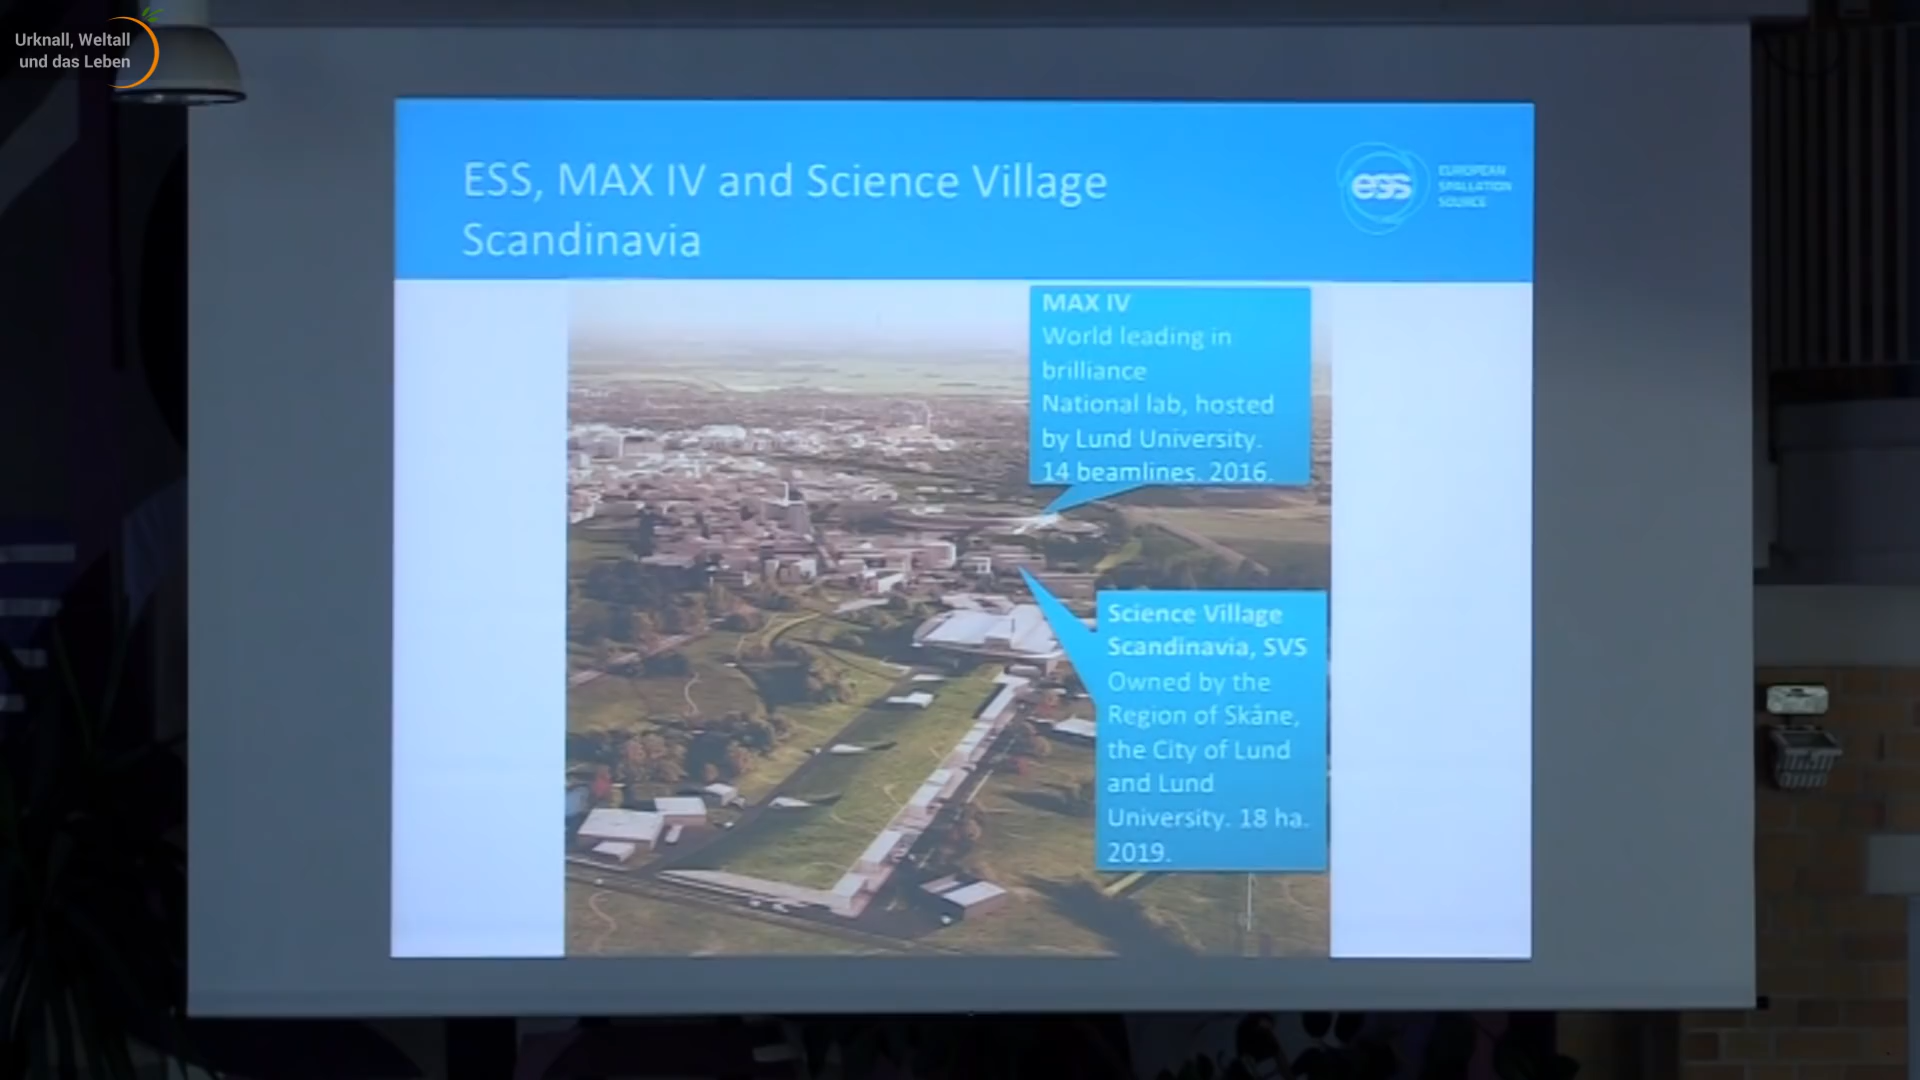 Urknall, Weltall
und das Leben
ESS, MAX IV and Science Village
Scandinavia
ess
EUROPEAN
SPALLATION
SOURCE
MAX IV
World leading in
brilliance
National lab, hosted
by Lund University.
14 beamlines. 2016.
Science Village
Scandinavia, SVS
Owned by the
Region of Skåne,
the City of Lund
and Lund
University. 18 ha.
2019.